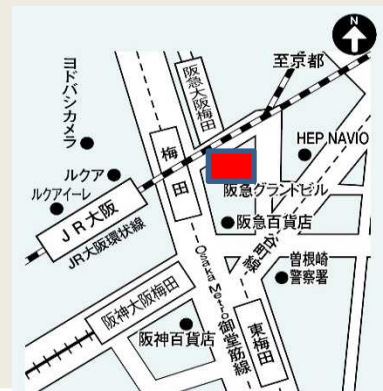 N
至京都
ヨドバシカメラ
阪急大阪梅田
HEP NAVIO
ルクア
梅田
ルクアイーレ
阪急グランドビル
JR大阪
阪急百貨店
JR大阪環状線
谷町線
曽根崎
警察署
Osaka Metro御堂筋線
阪神大阪梅田
東梅田
阪神百貨店